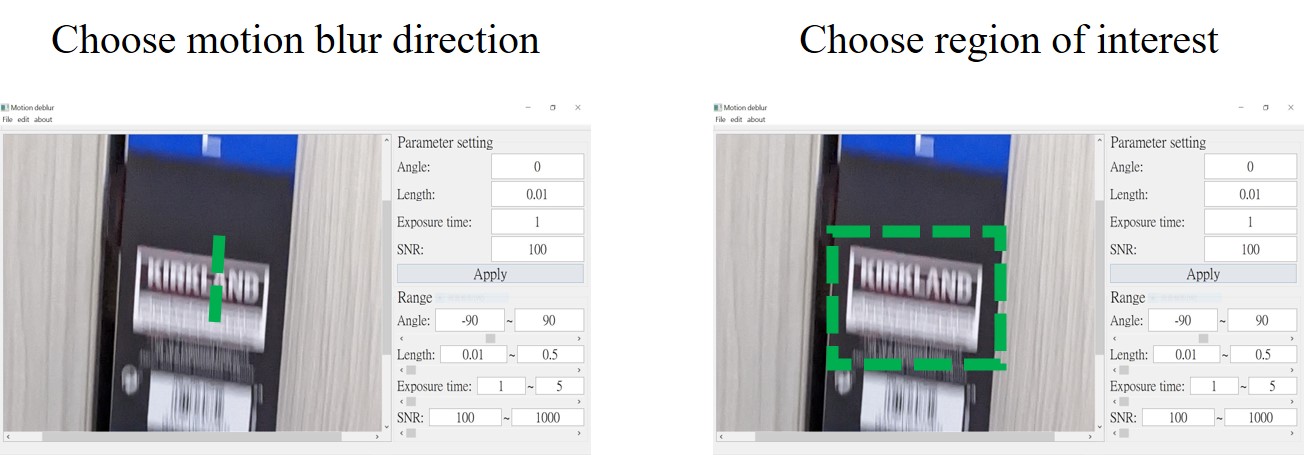 Choose motion blur direction
Choose region of interest
Motion deblur
File edit about
KIRKLAND
Parameter setting
Angle: 0
Length: 0.01
Exposure time: 1
SNR: 100
Apply
Range
Angle: -90 ~ 90
Length: 0.01 ~ 0.5
Exposure time: 1 ~ 5
SNR: 100 ~ 1000
Motion deblur
File edit about
KIRKLAND
Parameter setting
Angle: 0
Length: 0.01
Exposure time: 1
SNR: 100
Apply
Range
Angle: -90 ~ 90
Length: 0.01 ~ 0.5
Exposure time: 1 ~ 5
SNR: 100 ~ 1000